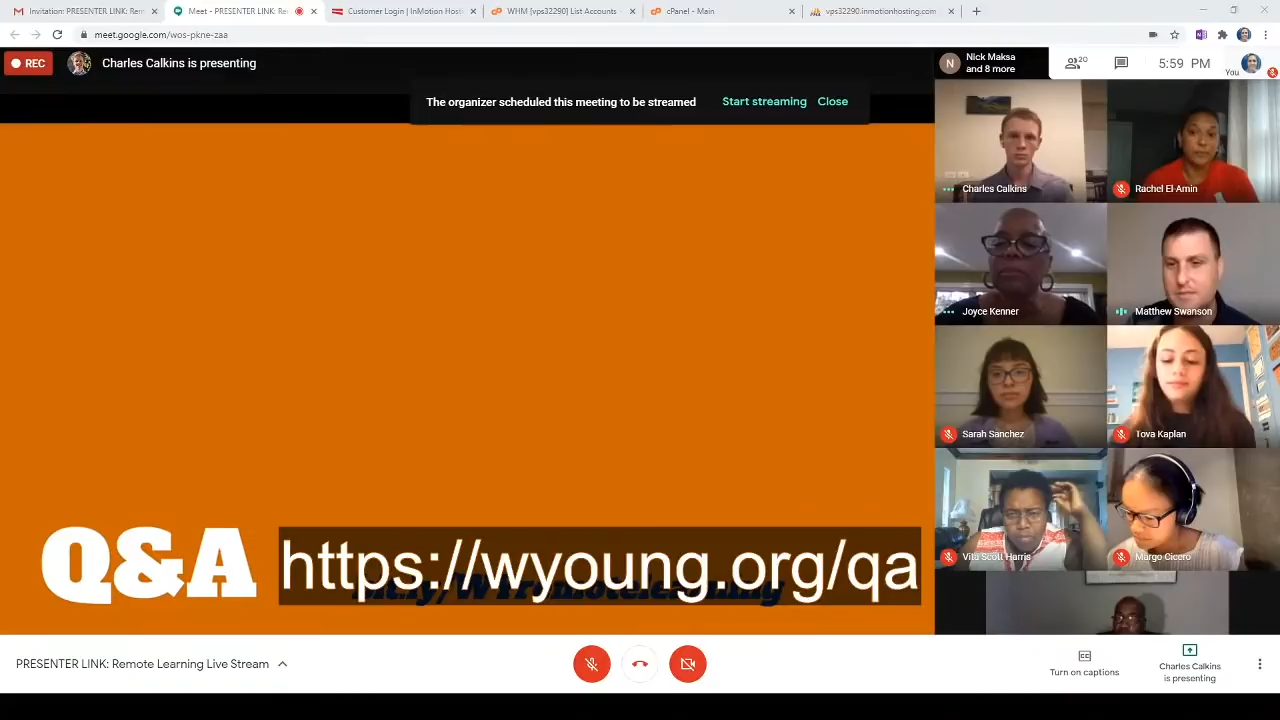 Invitation: PRESENTER LINK: Rem
Meet - PRESENTER LINK: Re
Customer Login | InMotion Host
WHM [vps32290] List Accounts -
cPanel - Main
vps32290.inmotionhosting.com
meet.google.com/wos-pkne-zaa
REC
Charles Calkins is presenting
N
Nick Maksa
and 8 more
20
5:59 PM
You
The organizer scheduled this meeting to be streamed
Start streaming
Close
Charles Calkins
Rachel El-Amin
Joyce Kenner
Matthew Swanson
Sarah Sanchez
Tova Kaplan
Vita Scott Harris
Margo Cicero
Q&A
https://wyoung.org/qa
PRESENTER LINK: Remote Learning Live Stream
Turn on captions
Charles Calkins
is presenting